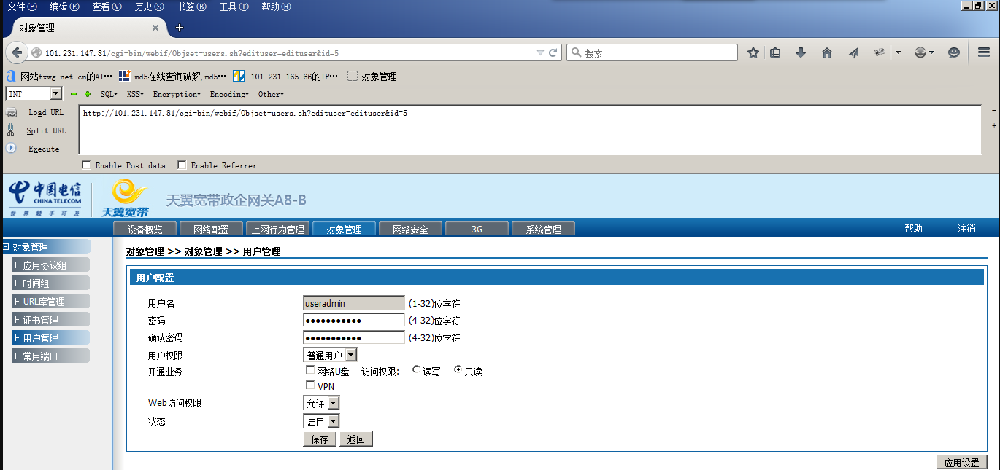 文件(F) 编辑(E) 查看(V) 历史(S) 书签(B) 工具(T) 帮助(H)
对象管理
101.231.147.81/cgi-bin/webif/Objset-users.sh?edituser=edituser&id=5
搜索
网站txwg.net.cn的Al… md5在线查询破解,md5… 101.231.165.66的IP… 对象管理
INT SQL XSS Encryption Encoding Other
Load URL
http://101.231.147.81/cgi-bin/webif/Objset-users.sh?edituser=edituser&id=5
Split URL
Execute
Enable Post data Enable Referrer
中国电信
CHINA TELECOM
世界触手可及
天翼宽带
天翼宽带政企网关A8-B
设备概览 网络配置 上网行为管理 对象管理 网络安全 3G 系统管理 帮助 注销
对象管理
应用协议组
时间组
URL库管理
证书管理
用户管理
常用端口
对象管理 >> 对象管理 >> 用户管理
用户配置
用户名 useradmin (1-32)位字符
密码 ●●●●●●●●●●● (4-32)位字符
确认密码 ●●●●●●●●●●● (4-32)位字符
用户权限 普通用户
开通业务 网络U盘 访问权限: 读写 只读
VPN
Web访问权限 允许
状态 启用
保存 返回
应用设置